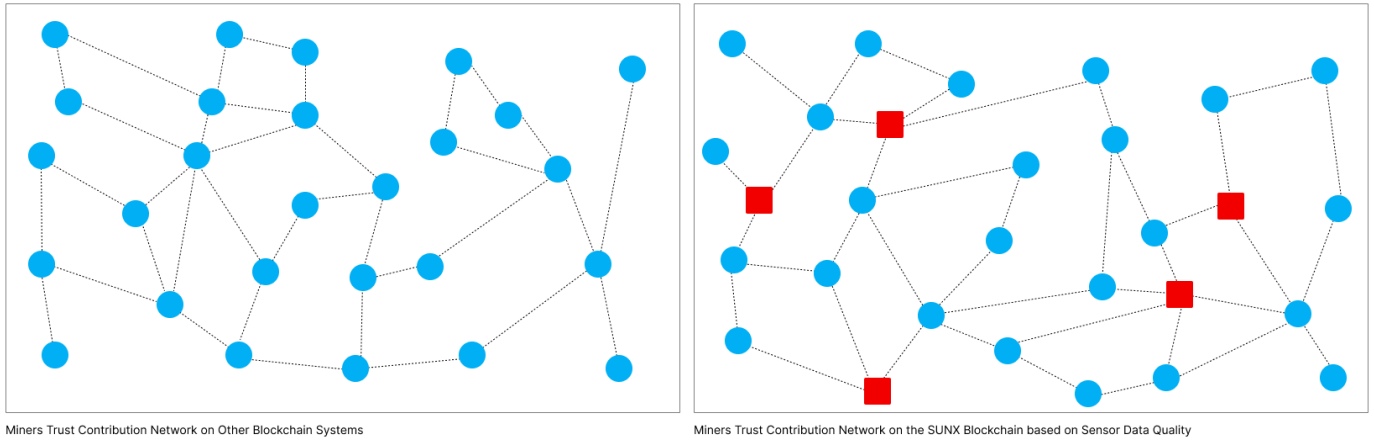 Miners Trust Contribution Network on Other Blockchain Systems
Miners Trust Contribution Network on the SUNX Blockchain based on Sensor Data Quality